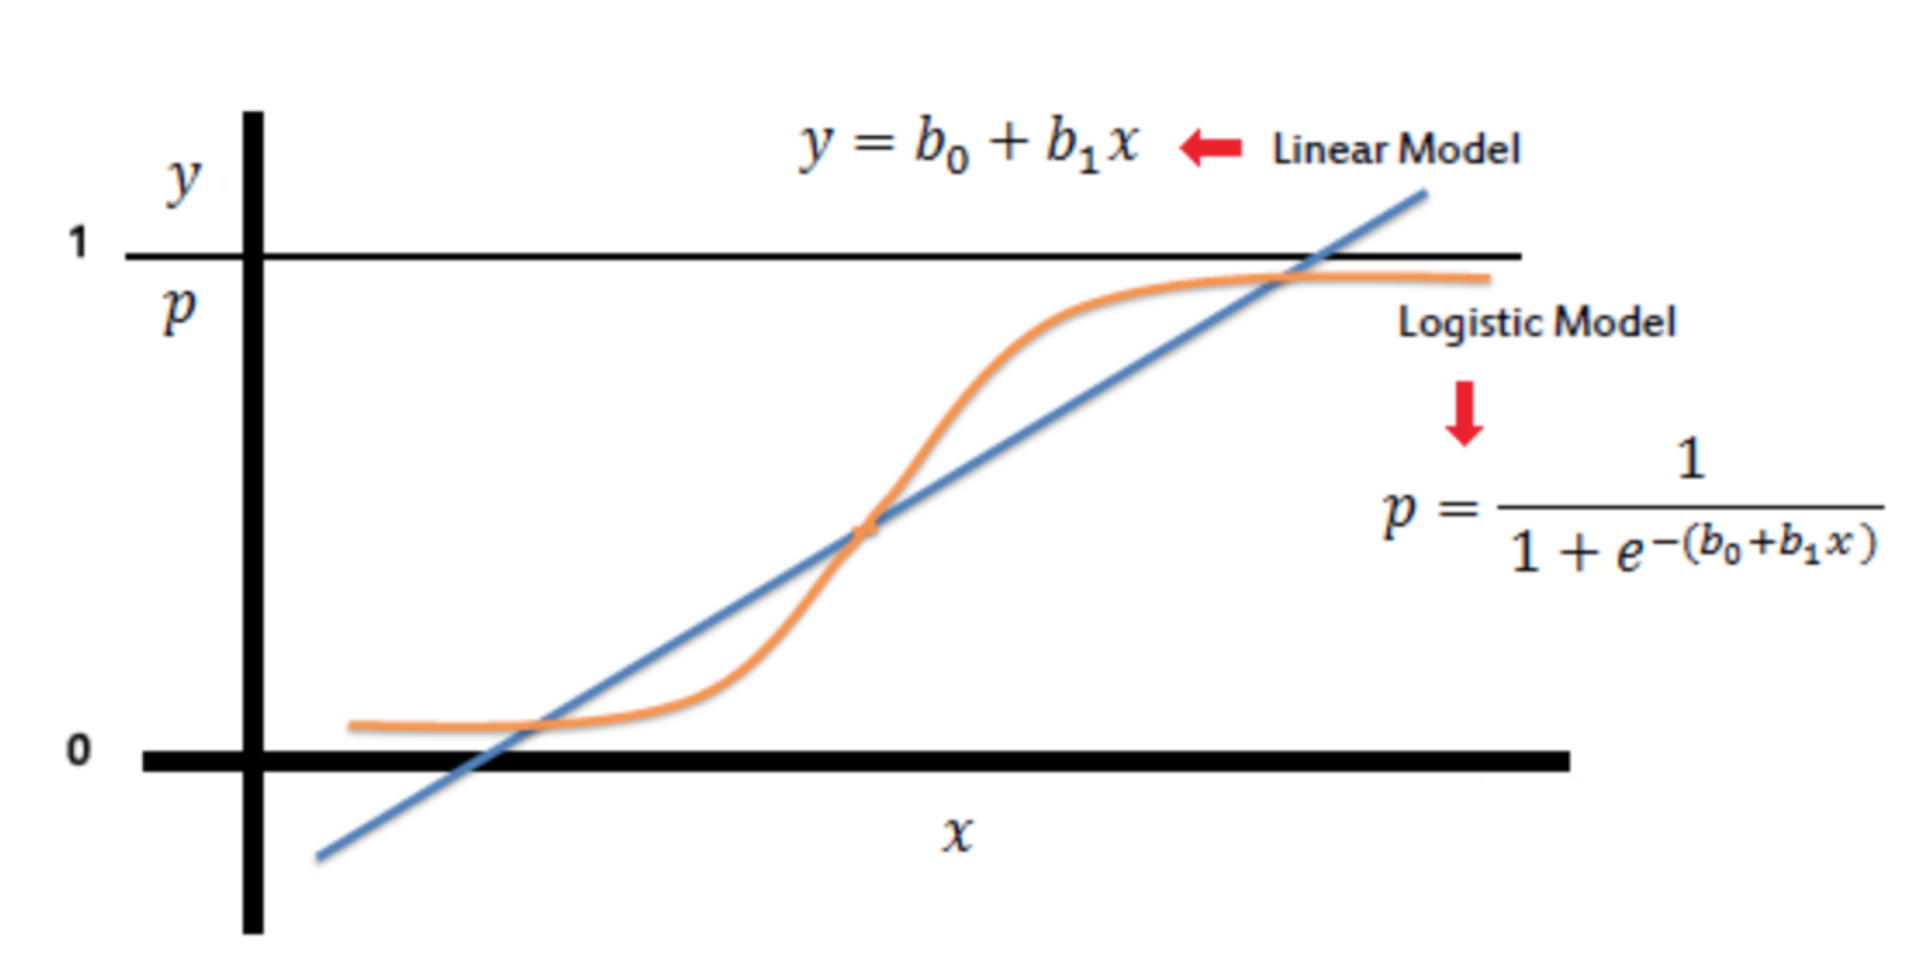 y = b₀ + b₁x
Linear Model
y
1
p
Logistic Model
p = 1 / (1 + e^−(b₀+b₁x))
0
x